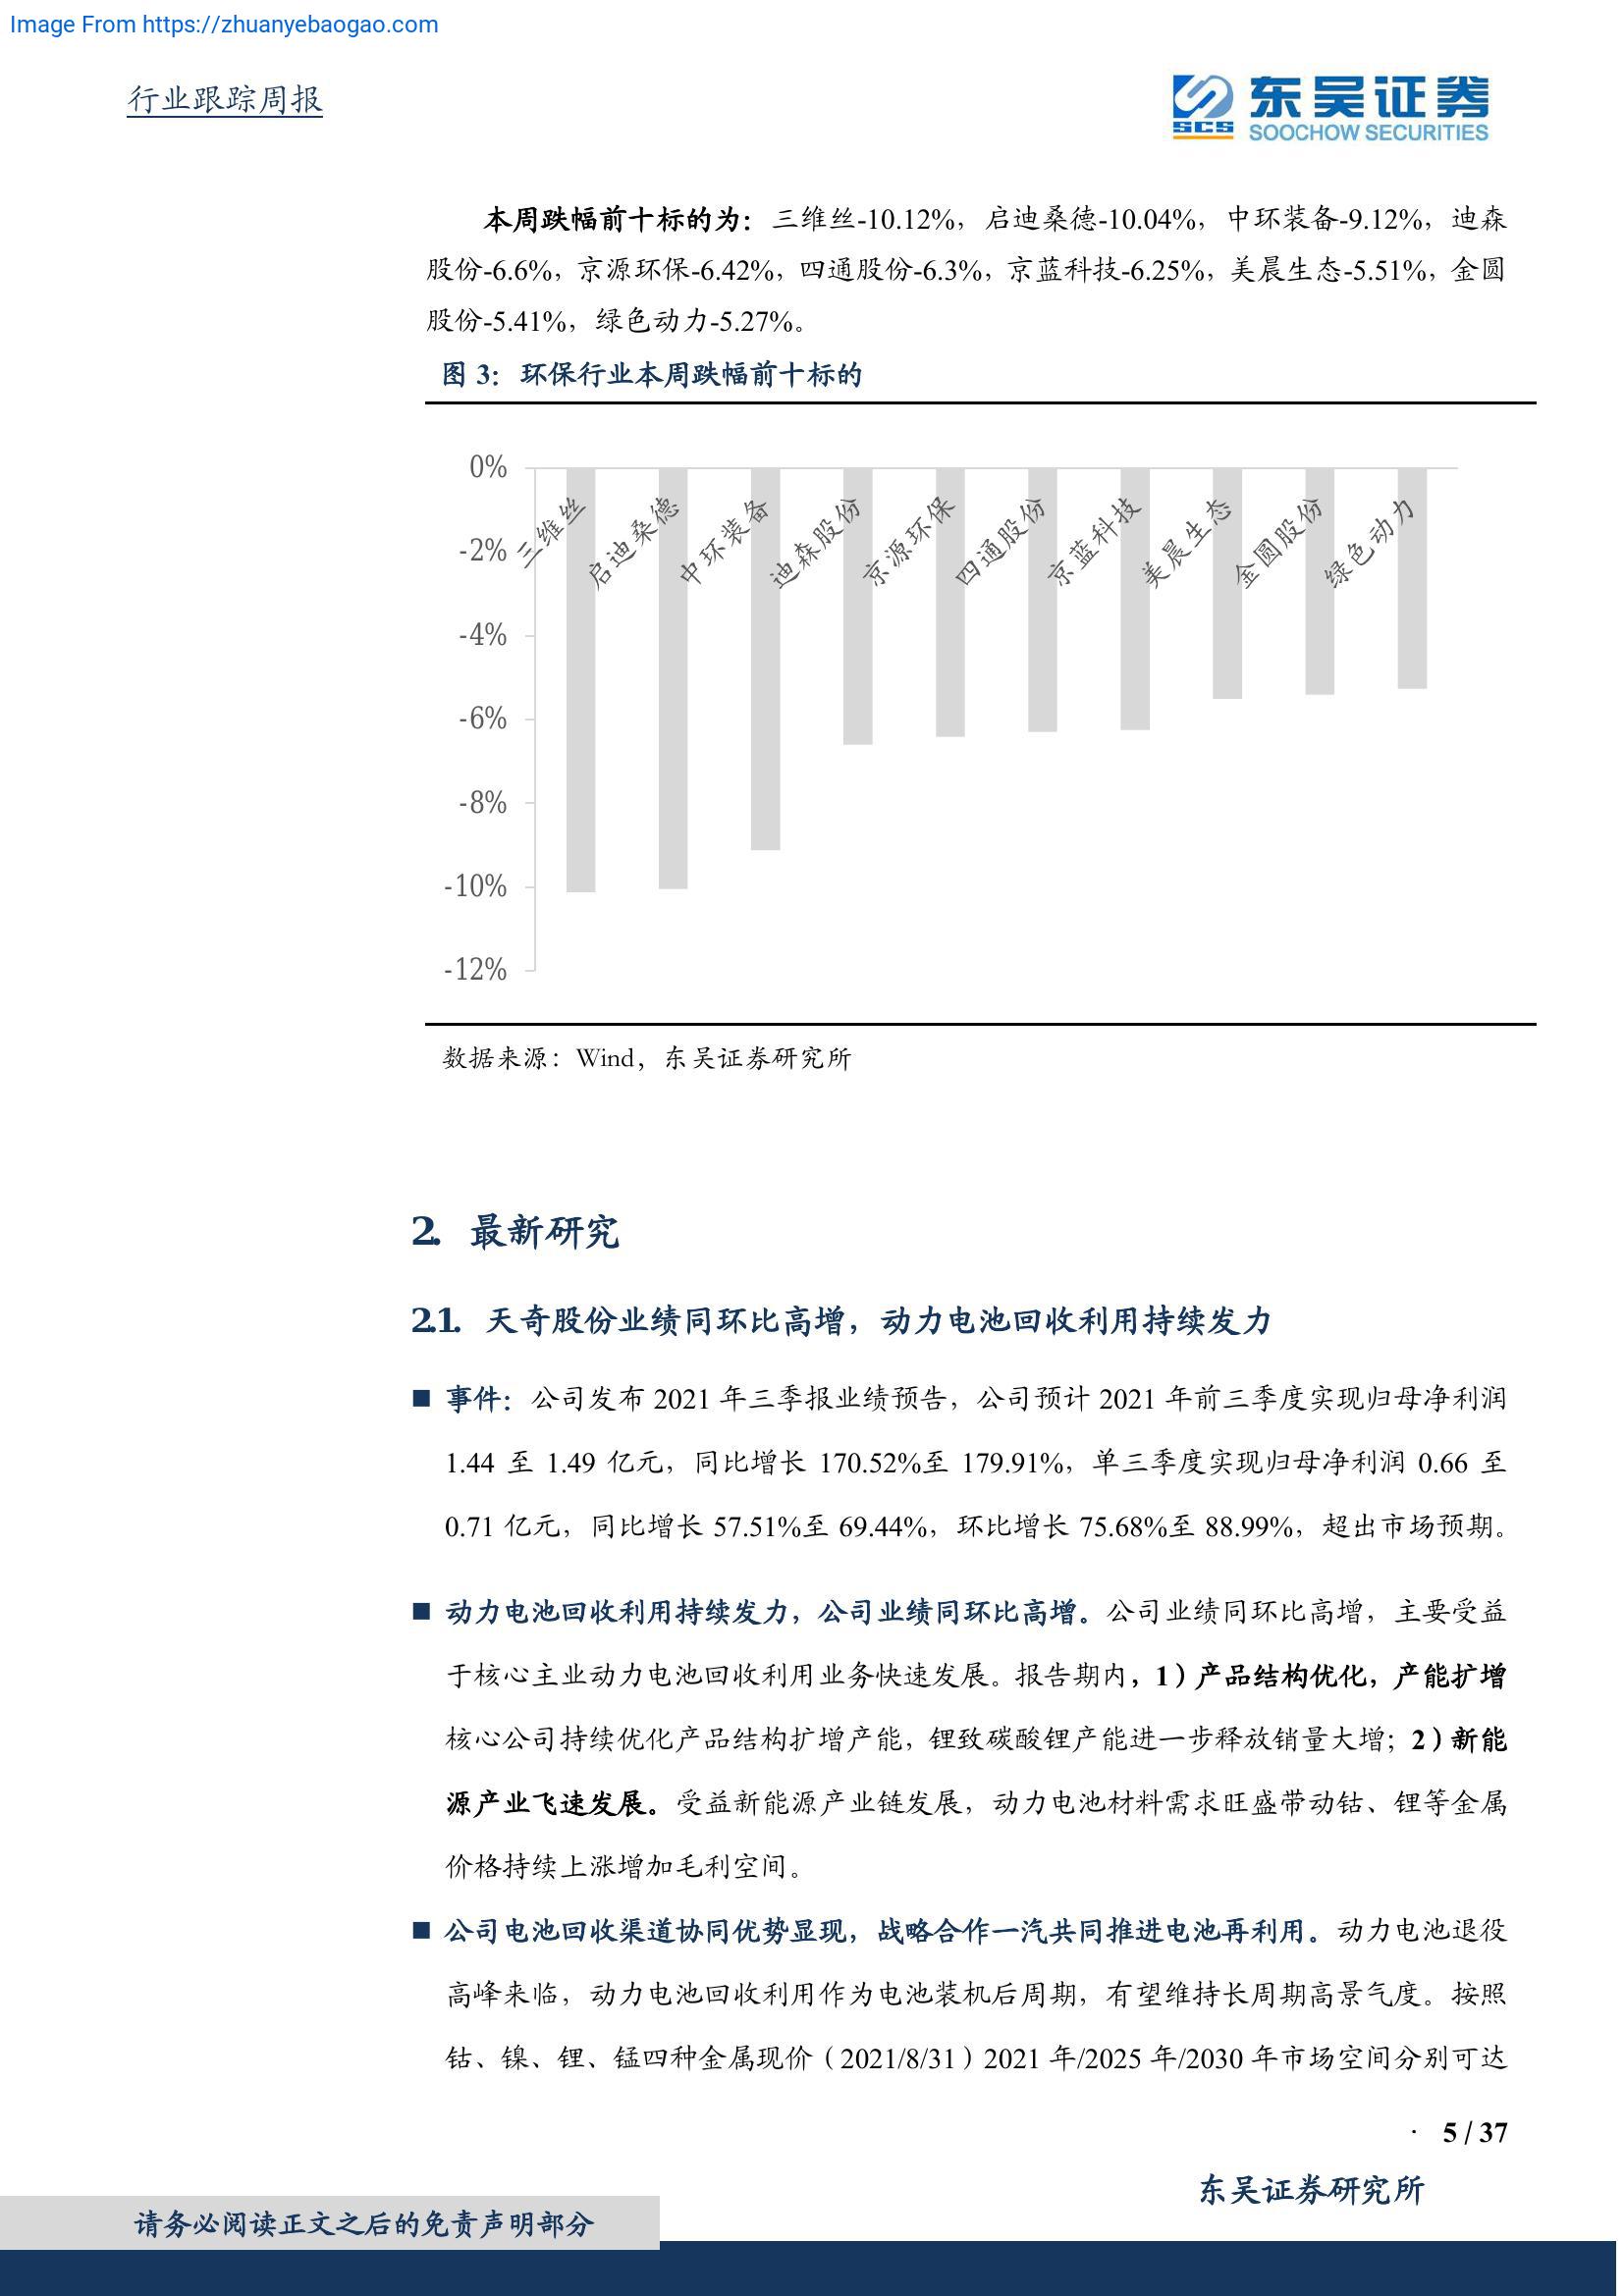 Image From https://zhuanyebaogao.com
行业跟踪周报
SCS
东吴证券
SOOCHOW SECURITIES
本周跌幅前十标的为：三维丝-10.12%，启迪桑德-10.04%，中环装备-9.12%，迪森
股份-6.6%，京源环保-6.42%，四通股份-6.3%，京蓝科技-6.25%，美晨生态-5.51%，金圆
股份-5.41%，绿色动力-5.27%。
图 3：环保行业本周跌幅前十标的
0%
-2%
-4%
-6%
-8%
-10%
-12%
三维丝
启迪桑德
中环装备
迪森股份
京源环保
四通股份
京蓝科技
美晨生态
金圆股份
绿色动力
数据来源：Wind，东吴证券研究所
2. 最新研究
2.1. 天奇股份业绩同环比高增，动力电池回收利用持续发力
■ 事件：公司发布 2021 年三季报业绩预告，公司预计 2021 年前三季度实现归母净利润
1.44 至 1.49 亿元，同比增长 170.52%至 179.91%，单三季度实现归母净利润 0.66 至
0.71 亿元，同比增长 57.51%至 69.44%，环比增长 75.68%至 88.99%，超出市场预期。
■ 动力电池回收利用持续发力，公司业绩同环比高增。公司业绩同环比高增，主要受益
于核心主业动力电池回收利用业务快速发展。报告期内，1）产品结构优化，产能扩增
核心公司持续优化产品结构扩增产能，锂致碳酸锂产能进一步释放销量大增；2）新能
源产业飞速发展。受益新能源产业链发展，动力电池材料需求旺盛带动钴、锂等金属
价格持续上涨增加毛利空间。
■ 公司电池回收渠道协同优势显现，战略合作一汽共同推进电池再利用。动力电池退役
高峰来临，动力电池回收利用作为电池装机后周期，有望维持长周期高景气度。按照
钴、镍、锂、锰四种金属现价（2021/8/31）2021 年/2025 年/2030 年市场空间分别可达
· 5 / 37
东吴证券研究所
请务必阅读正文之后的免责声明部分